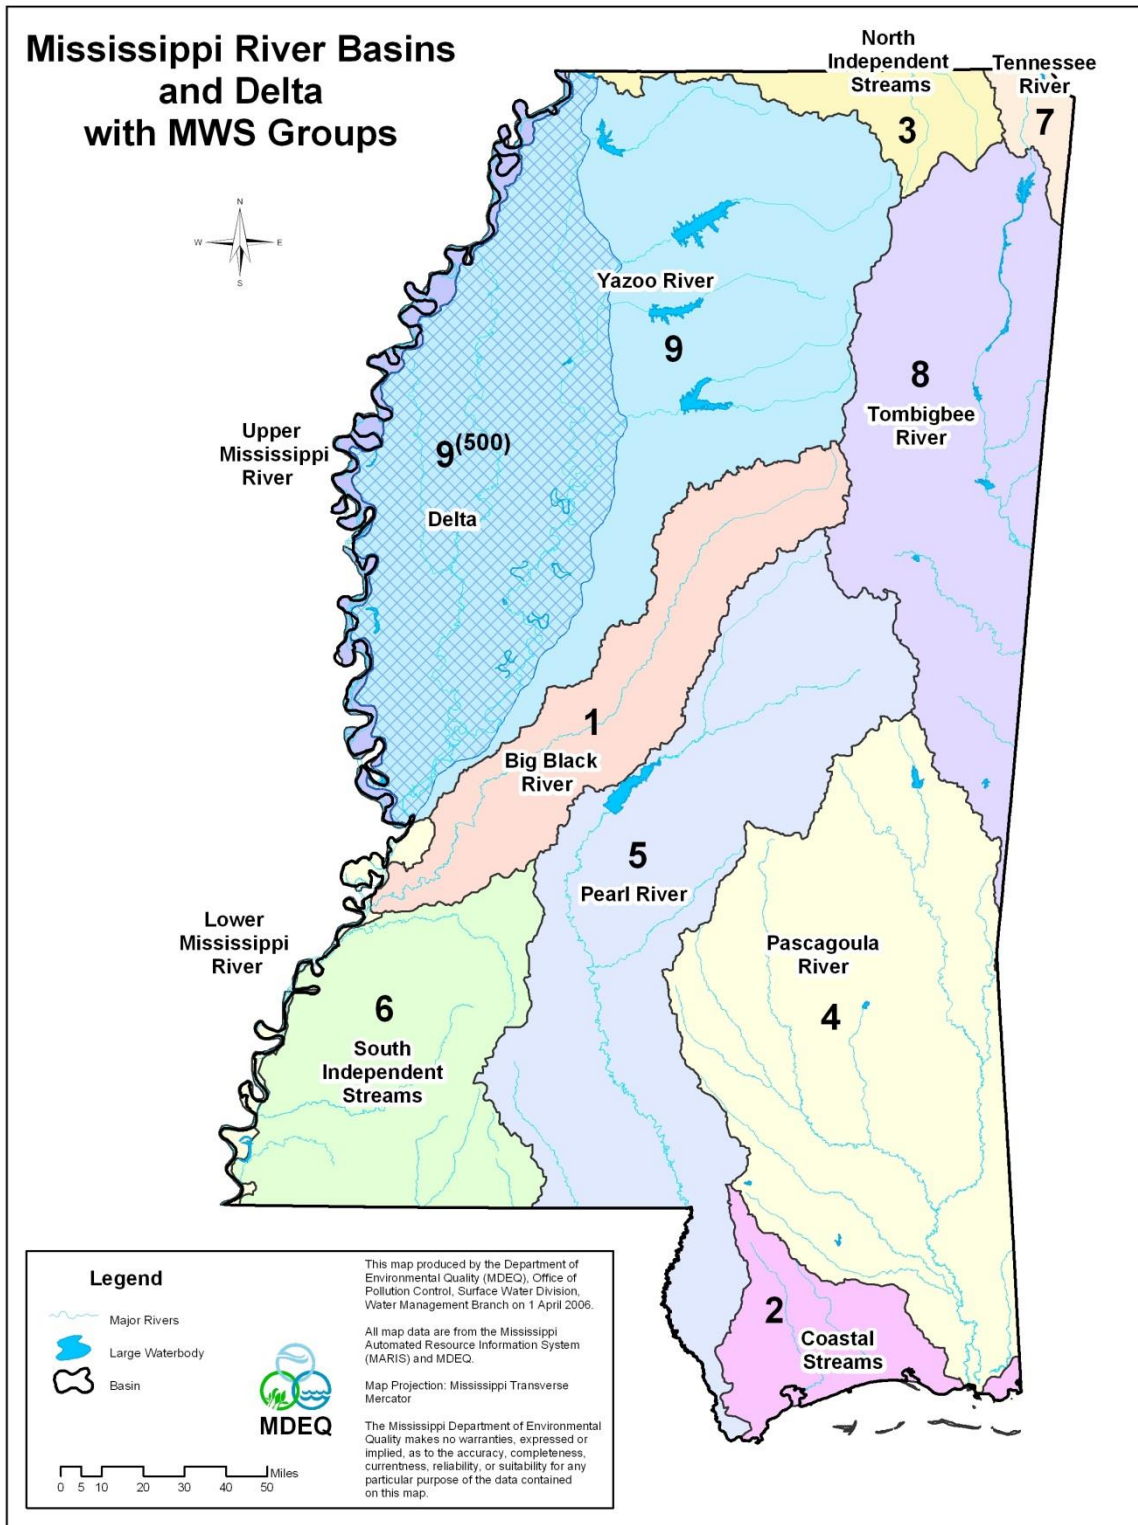 Mississippi River Basins
and Delta
with MWS Groups
N
W
E
S
North
Independent
Streams
3
Tennessee
River
7
Yazoo River
9
8
Tombigbee
River
Upper
Mississippi
River
9(500)
Delta
1
Big Black
River
5
Pearl River
Lower
Mississippi
River
Pascagoula
River
4
6
South
Independent
Streams
2
Coastal
Streams
Legend
Major Rivers
Large Waterbody
Basin
MDEQ
Miles
0 5 10 20 30 40 50
This map produced by the Department of
Environmental Quality (MDEQ), Office of
Pollution Control, Surface Water Division,
Water Management Branch on 1 April 2006.
All map data are from the Mississippi
Automated Resource Information System
(MARIS) and MDEQ.
Map Projection: Mississippi Transverse
Mercator
The Mississippi Department of Environmental
Quality makes no warranties, expressed or
implied, as to the accuracy, completeness,
currentness, reliability, or suitability for any
particular purpose of the data contained
on this map.